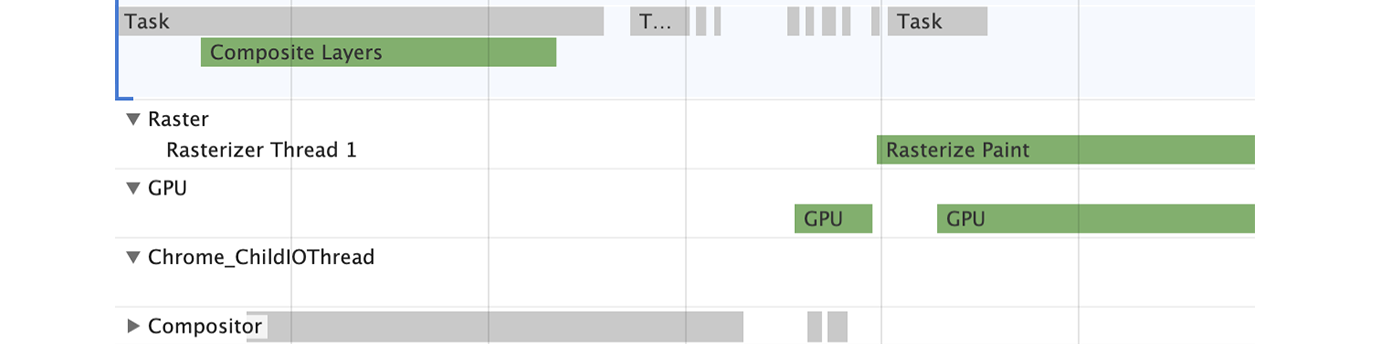 Task T... Task
Composite Layers
Raster
Rasterizer Thread 1 Rasterize Paint
GPU
GPU GPU
Chrome_ChildIOThread
Compositor